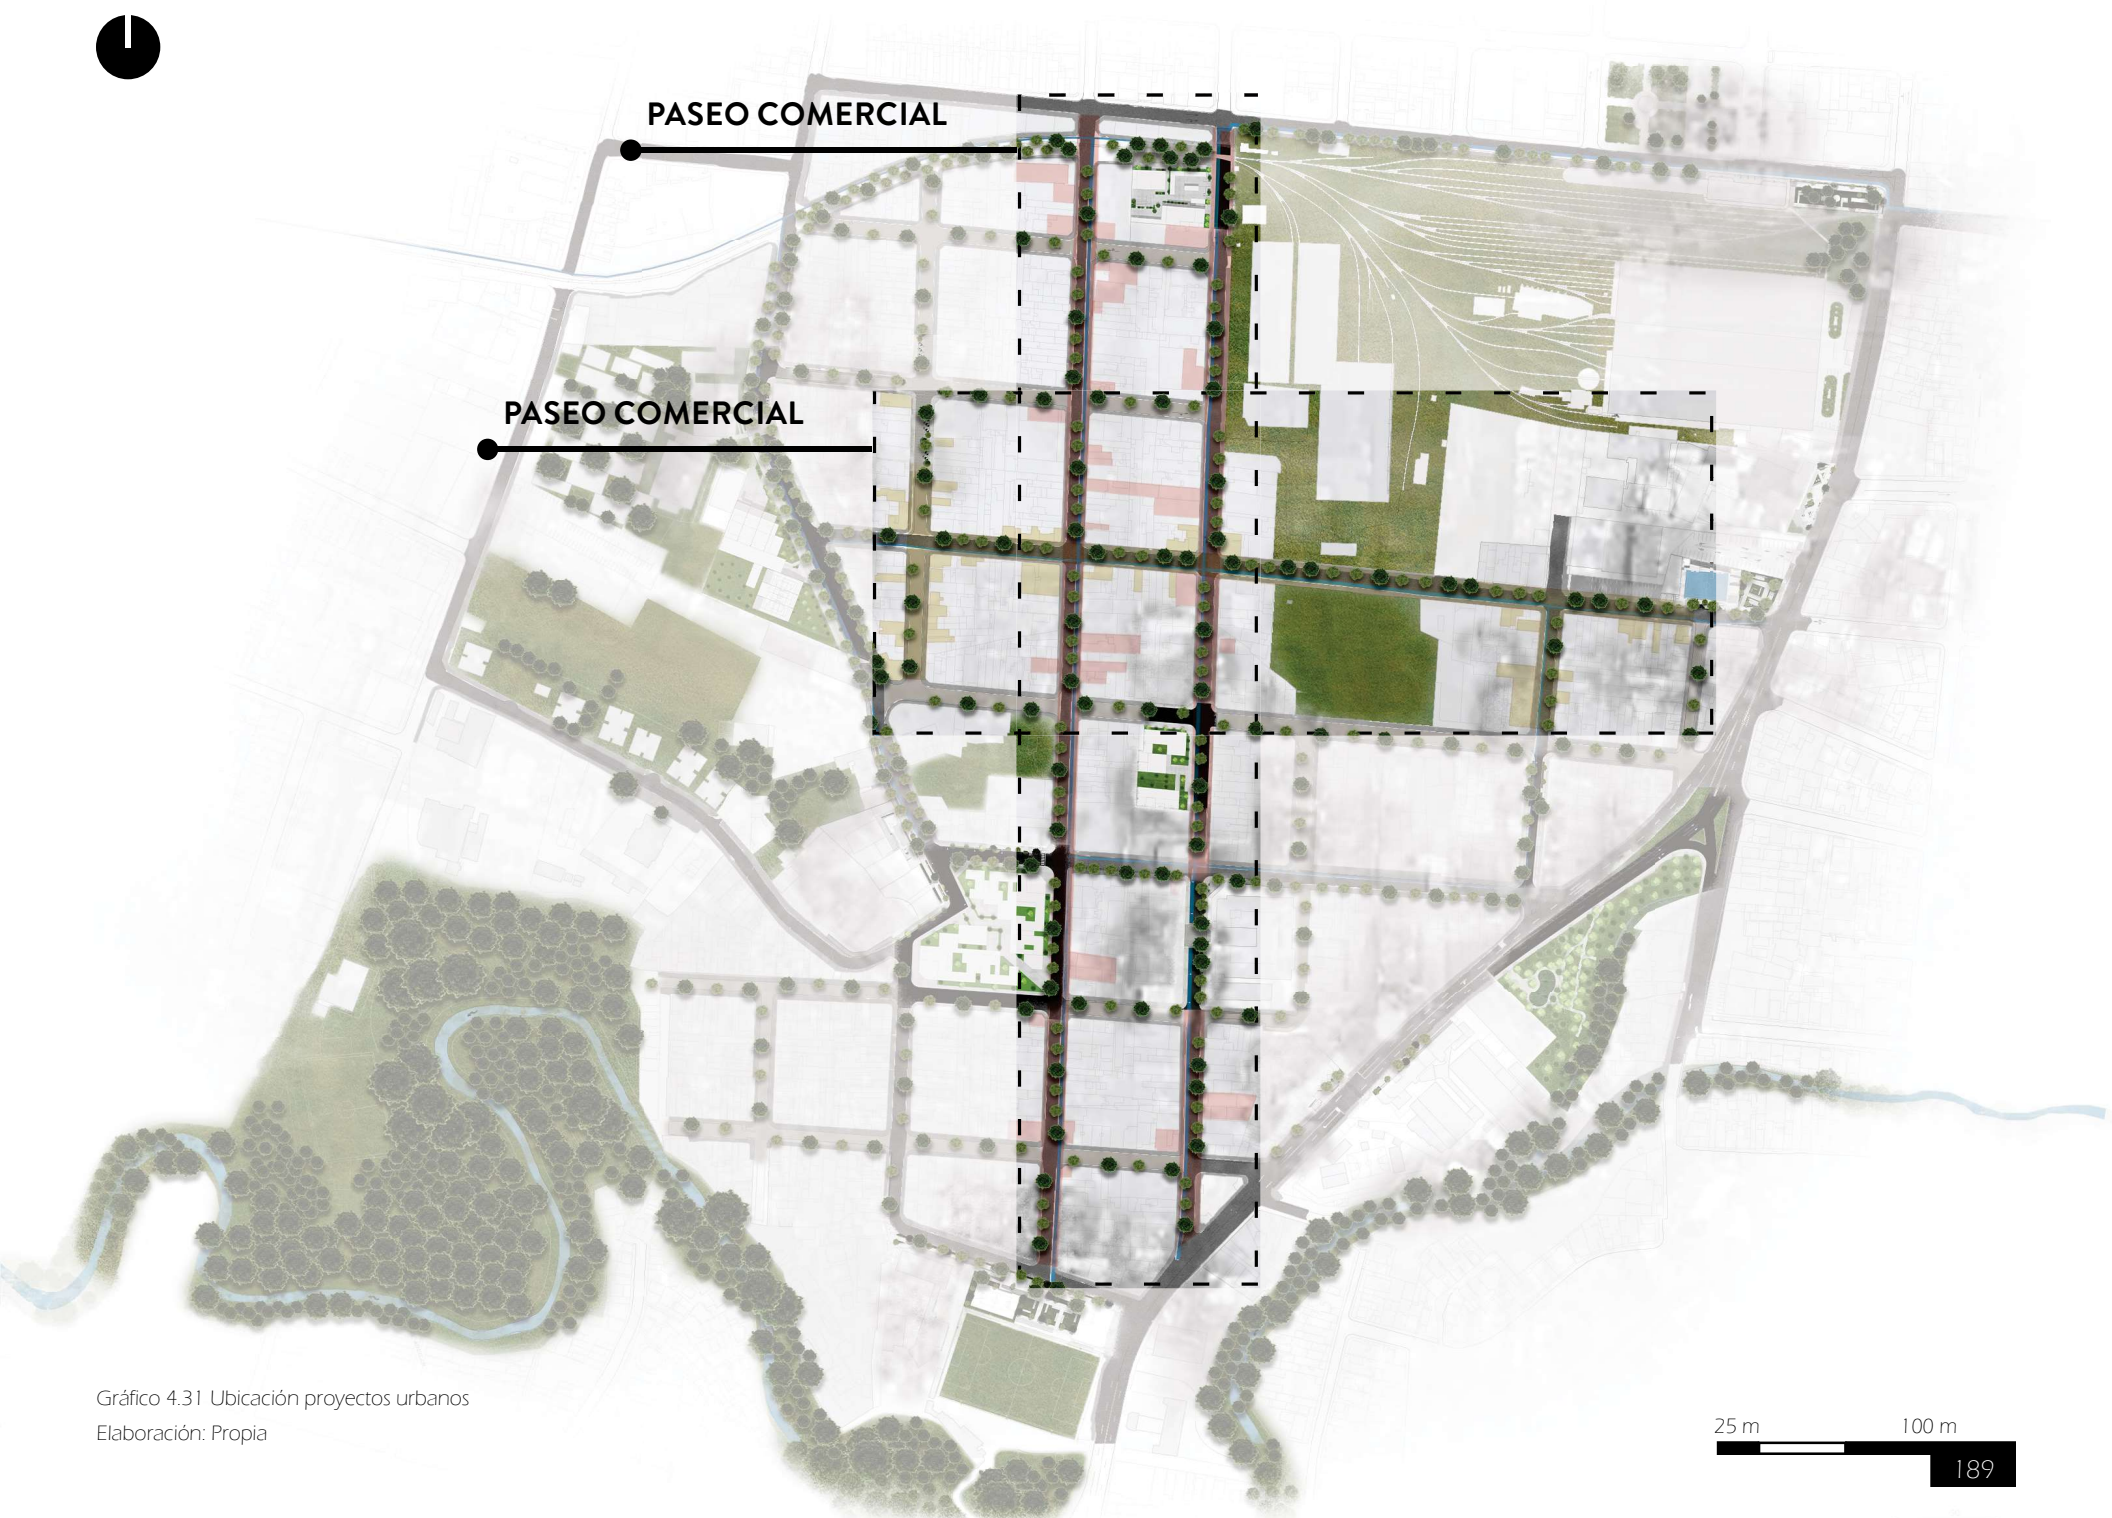 PASEO COMERCIAL
PASEO COMERCIAL
Gráfico 4.31 Ubicación proyectos urbanos
Elaboración: Propia
25 m 100 m
189